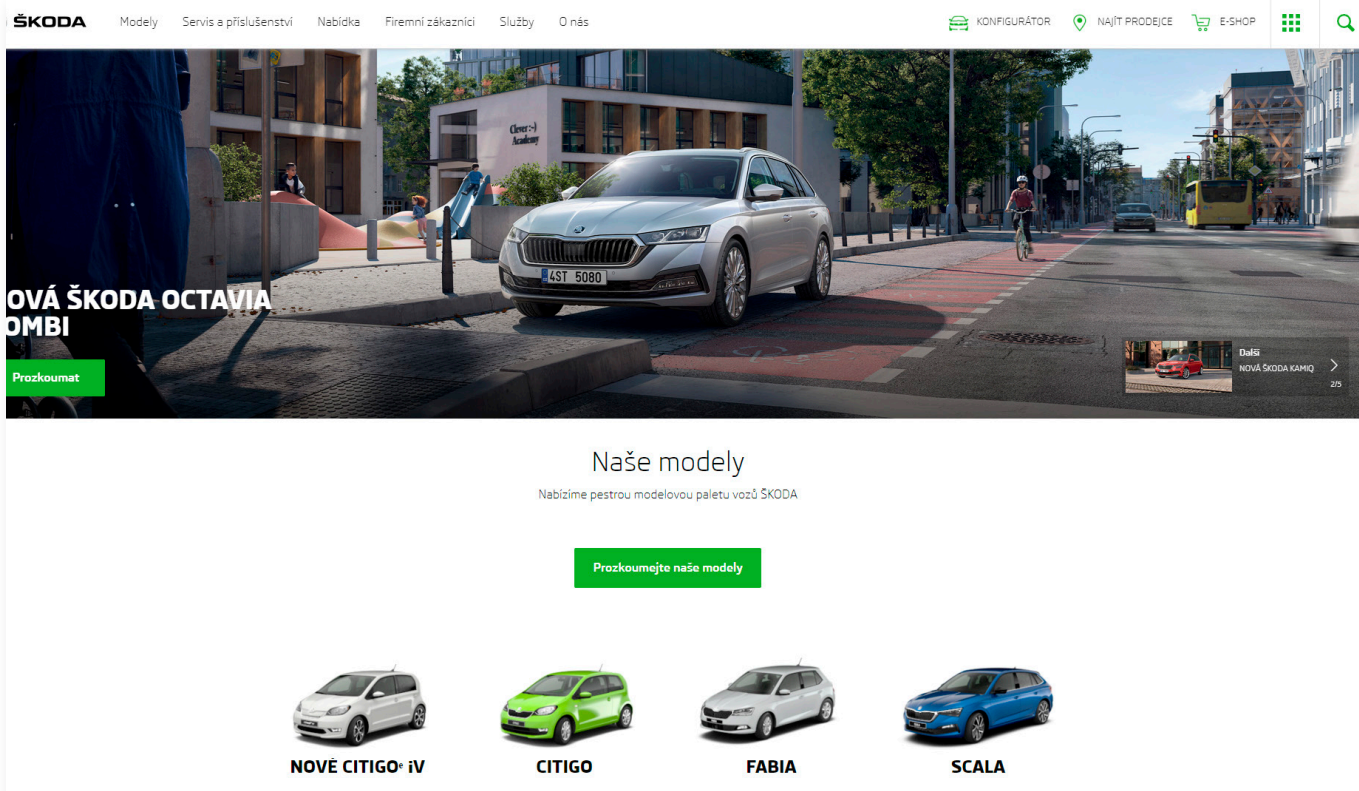 ŠKODA
Modely
Servis a příslušenství
Nabídka
Firemní zákazníci
Služby
O nás
KONFIGURÁTOR
NAJÍT PRODEJCE
E-SHOP
Clever :-)
Academy
4ST 5080
OVÁ ŠKODA OCTAVIA
OMBI
Prozkoumat
Další
NOVÁ ŠKODA KAMIQ
2/5
Naše modely
Nabízíme pestrou modelovou paletu vozů ŠKODA
Prozkoumejte naše modely
NOVÉ CITIGOᵉ iV
CITIGO
FABIA
SCALA